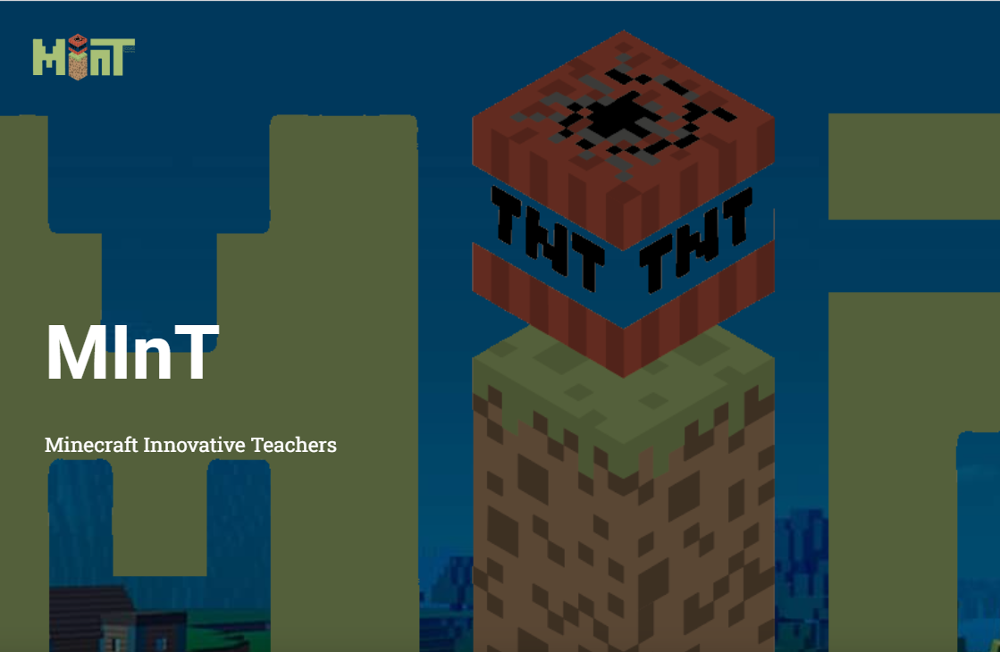 MInT
TNT TNT
MInT
Minecraft Innovative Teachers